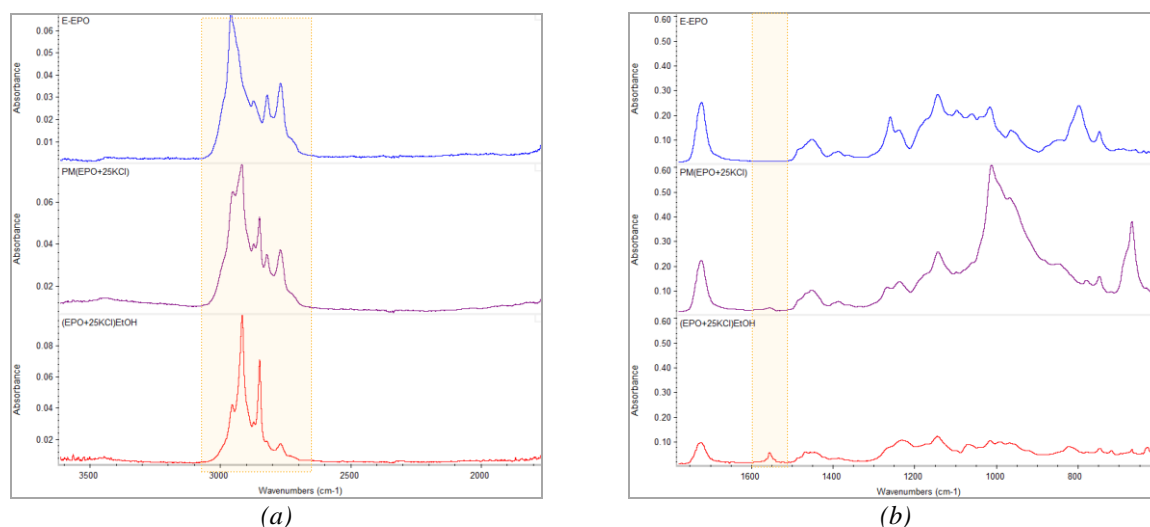 E-EPO
0.06
0.05
0.04
0.03
0.02
0.01
Absorbance
PM(EPO+25KCl)
0.06
0.04
0.02
Absorbance
(EPO+25KCl)EtOH
0.08
0.06
0.04
0.02
Absorbance
3500 3000 2500 2000
Wavenumbers (cm-1)
(a)
0.60
E-EPO
0.50
0.40
0.30
0.20
0.10
Absorbance
0.60
PM(EPO+25KCl)
0.50
0.40
0.30
0.20
0.10
Absorbance
0.60
(EPO+25KCl)EtOH
0.50
0.40
0.30
0.20
0.10
Absorbance
1600 1400 1200 1000 800
Wavenumbers (cm-1)
(b)